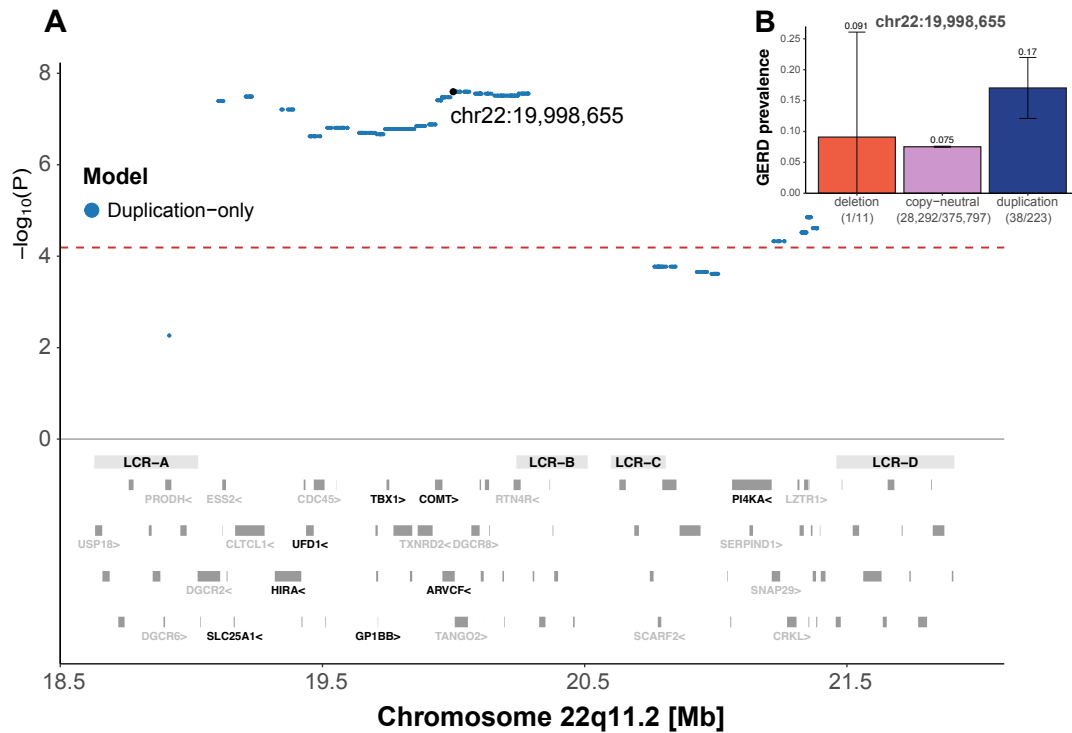 A
8
6
4
2
0
−log10(P)
chr22:19,998,655
Model
Duplication−only
B
chr22:19,998,655
GERD prevalence
0.25
0.20
0.15
0.10
0.05
0.00
0.091
0.075
0.17
deletion copy−neutral duplication
(1/11) (28,292/375,797) (38/223)
LCR−A LCR−B LCR−C LCR−D
PRODH< ESS2< CDC45> TBX1> COMT> RTN4R< PI4KA< LZTR1>
USP18> CLTCL1< UFD1< TXNRD2< DGCR8> SERPIND1>
DGCR2< HIRA< ARVCF< SNAP29>
DGCR6> SLC25A1< GP1BB> TANGO2> SCARF2< CRKL>
18.5 19.5 20.5 21.5
Chromosome 22q11.2 [Mb]